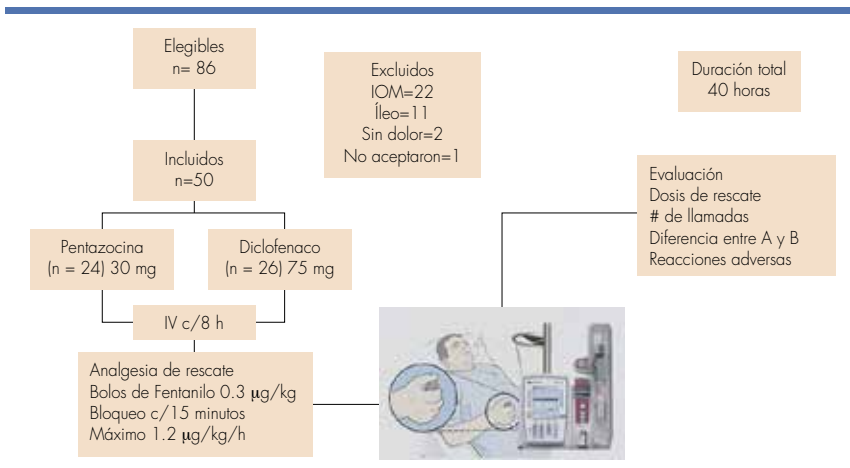 Elegibles
n= 86
Excluidos
IOM=22
Íleo=11
Sin dolor=2
No aceptaron=1
Duración total
40 horas
Incluidos
n=50
Evaluación
Dosis de rescate
# de llamadas
Diferencia entre A y B
Reacciones adversas
Pentazocina
(n = 24) 30 mg
Diclofenaco
(n = 26) 75 mg
IV c/8 h
Analgesia de rescate
Bolos de Fentanilo 0.3 µg/kg
Bloqueo c/15 minutos
Máximo 1.2 µg/kg/h